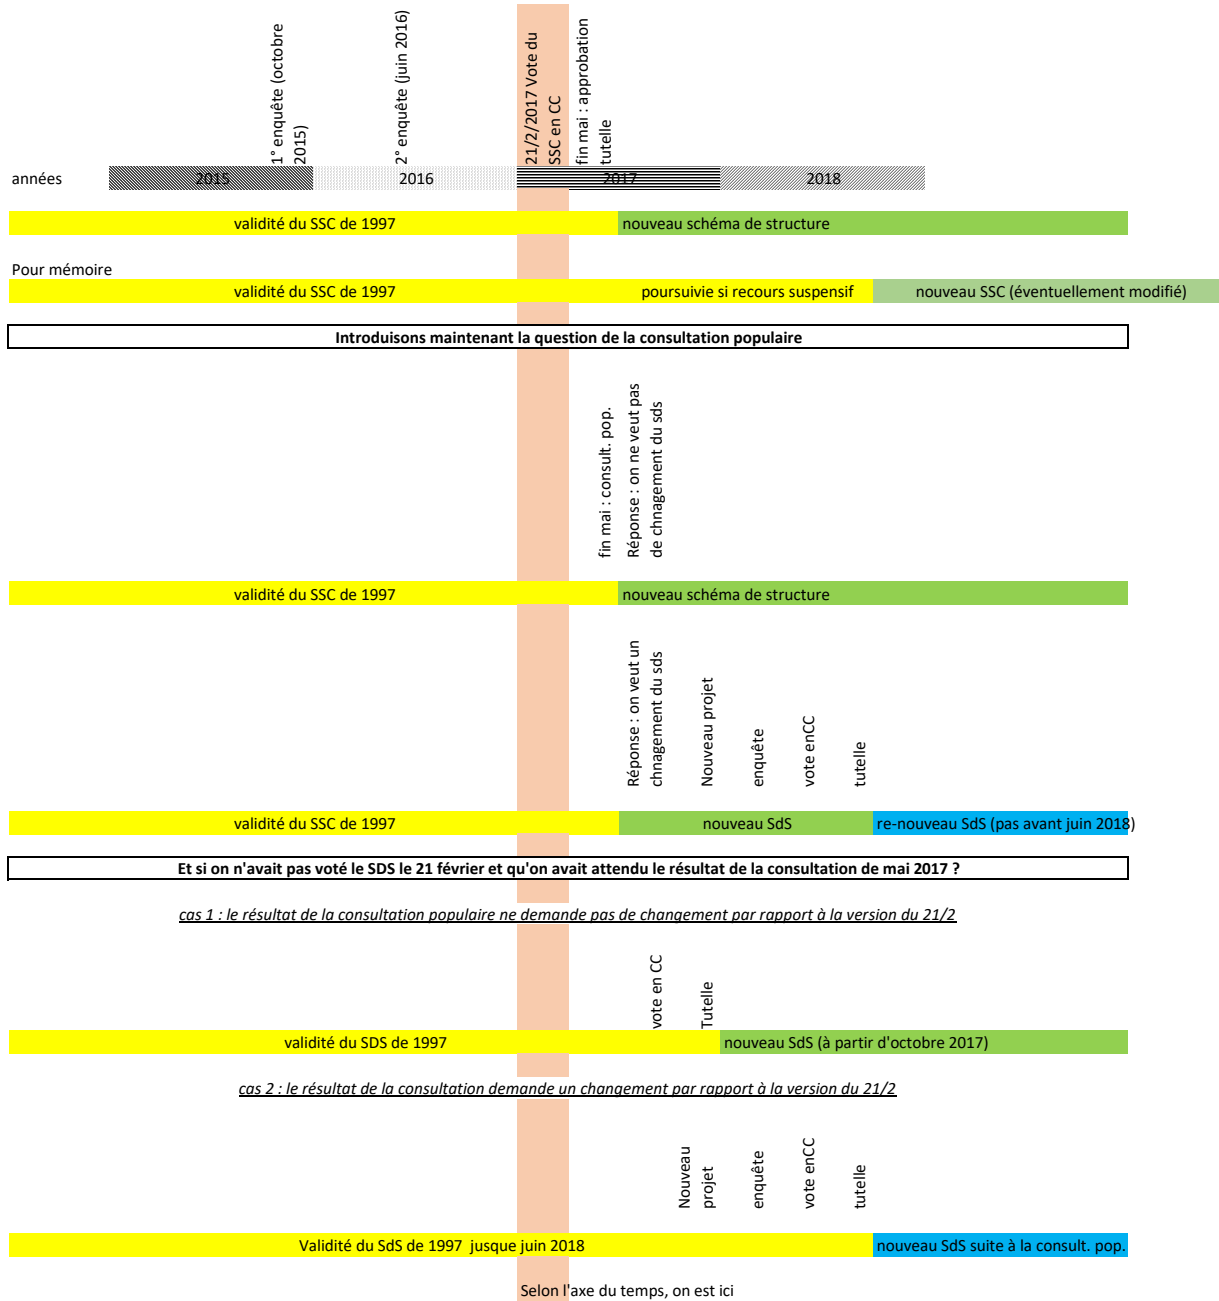 1° enquête (octobre
2015)
2° enquête (juin 2016)
21/2/2017 Vote du
SSC en CC
fin mai : approbation
tutelle
années
2015
2016
2017
2018
validité du SSC de 1997
nouveau schéma de structure
Pour mémoire
validité du SSC de 1997
poursuivie si recours suspensif
nouveau SSC (éventuellement modifié)
Introduisons maintenant la question de la consultation populaire
fin mai : consult. pop.
Réponse : on ne veut pas
de chnagement du sds
validité du SSC de 1997
nouveau schéma de structure
Réponse : on veut un
chnagement du sds
Nouveau projet
enquête
vote enCC
tutelle
validité du SSC de 1997
nouveau SdS
re-nouveau SdS (pas avant juin 2018)
Et si on n'avait pas voté le SDS le 21 février et qu'on avait attendu le résultat de la consultation de mai 2017 ?
cas 1 : le résultat de la consultation populaire ne demande pas de changement par rapport à la version du 21/2
vote en CC
Tutelle
validité du SDS de 1997
nouveau SdS (à partir d'octobre 2017)
cas 2 : le résultat de la consultation demande un changement par rapport à la version du 21/2
Nouveau
projet
enquête
vote enCC
tutelle
Validité du SdS de 1997 jusque juin 2018
nouveau SdS suite à la consult. pop.
Selon l'axe du temps, on est ici